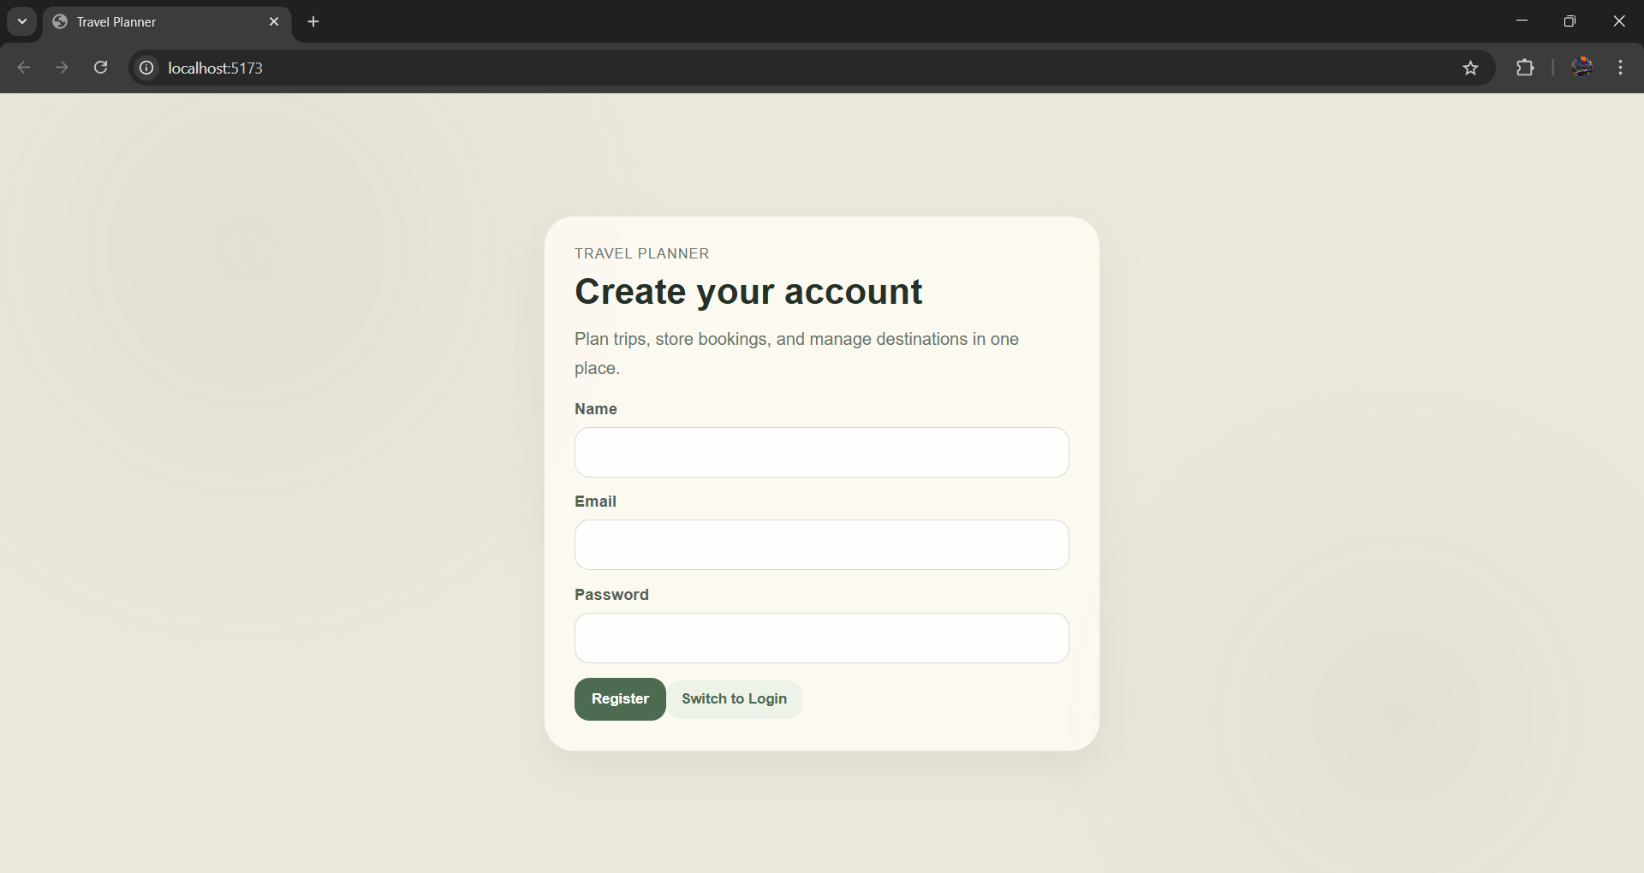 Travel Planner
localhost:5173
TRAVEL PLANNER
Create your account
Plan trips, store bookings, and manage destinations in one
place.
Name
Email
Password
Register Switch to Login